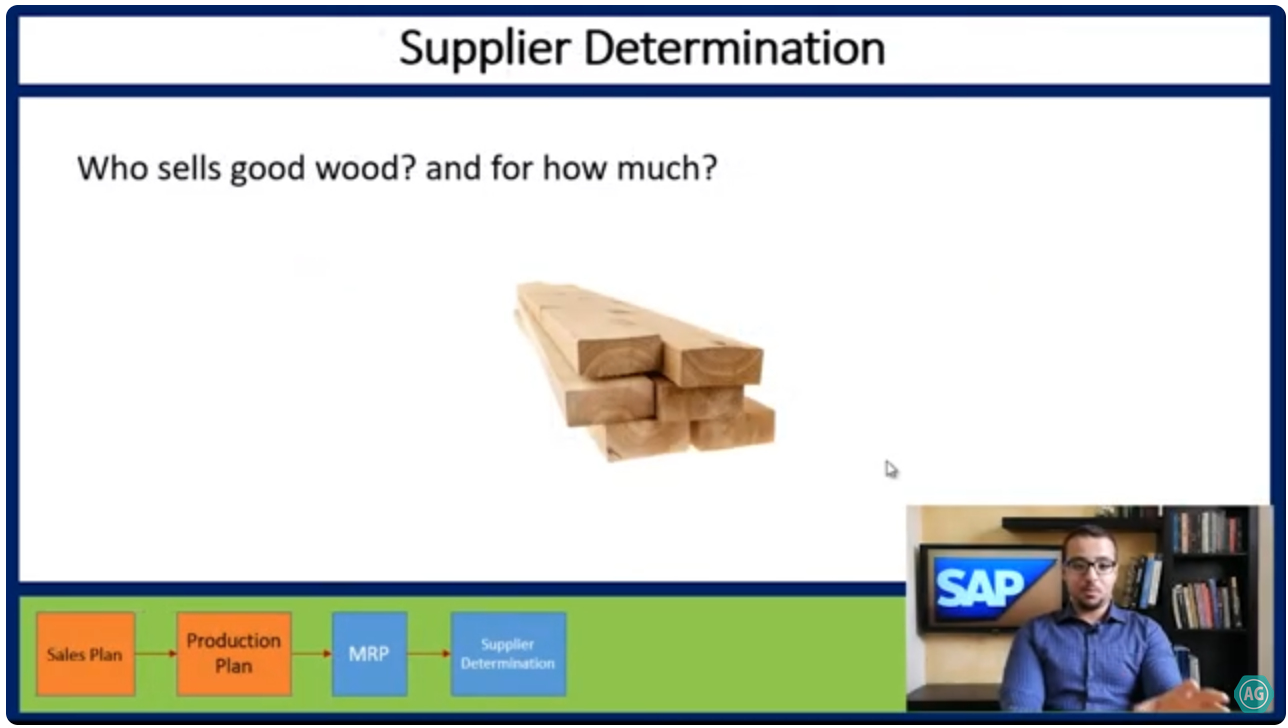 Supplier Determination
Who sells good wood? and for how much?
SAP
Sales Plan
Production
Plan
MRP
Supplier
Determination
AG